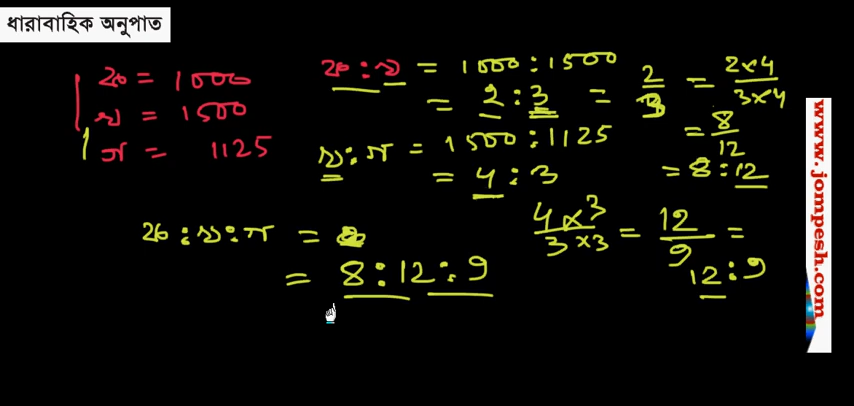 ধারাবাহিক অনুপাত
ক = 1000
খ = 1500
গ = 1125
ক : খ = 1000 : 1500
= 2 : 3 = 2/3 = 2×4/3×4
= 8/12
= 8 : 12
খ : গ = 1500 : 1125
= 4 : 3
4×3/3×3 = 12/9 =
12 : 9
ক : খ : গ =
= 8 : 12 : 9
www.jompesh.com